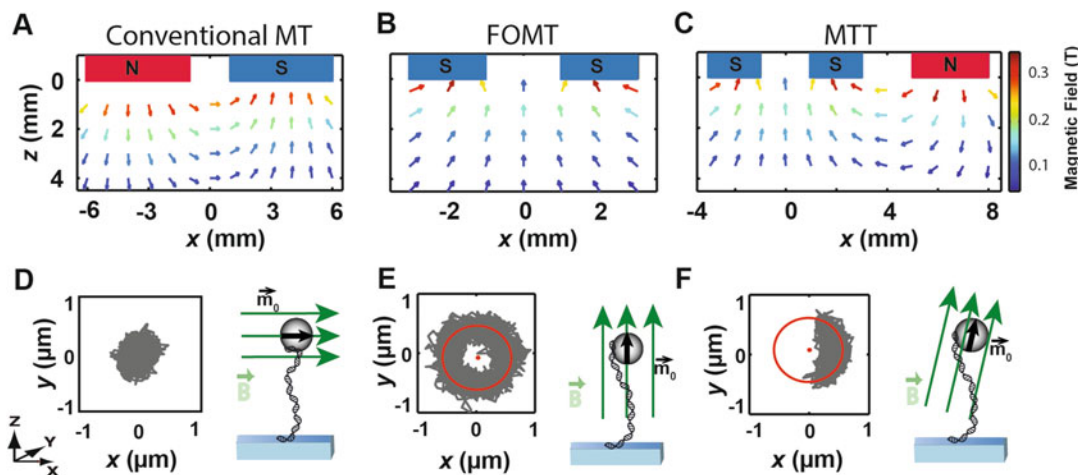 A Conventional MT
N S
z (mm)
0
2
4
-6 -3 0 3 6
x (mm)
B FOMT
S S
-2 0 2
x (mm)
C MTT
S S N
0 4 8
x (mm)
0.3
0.2
0.1
Magnetic Field (T)
D
y (μm)
1
0
-1
-1 0 1
x (μm)
m₀
B
Z
Y
X
E
y (μm)
1
0
-1
-1 0 1
x (μm)
m₀
B
F
y (μm)
1
0
-1
-1 0 1
x (μm)
m₀
B